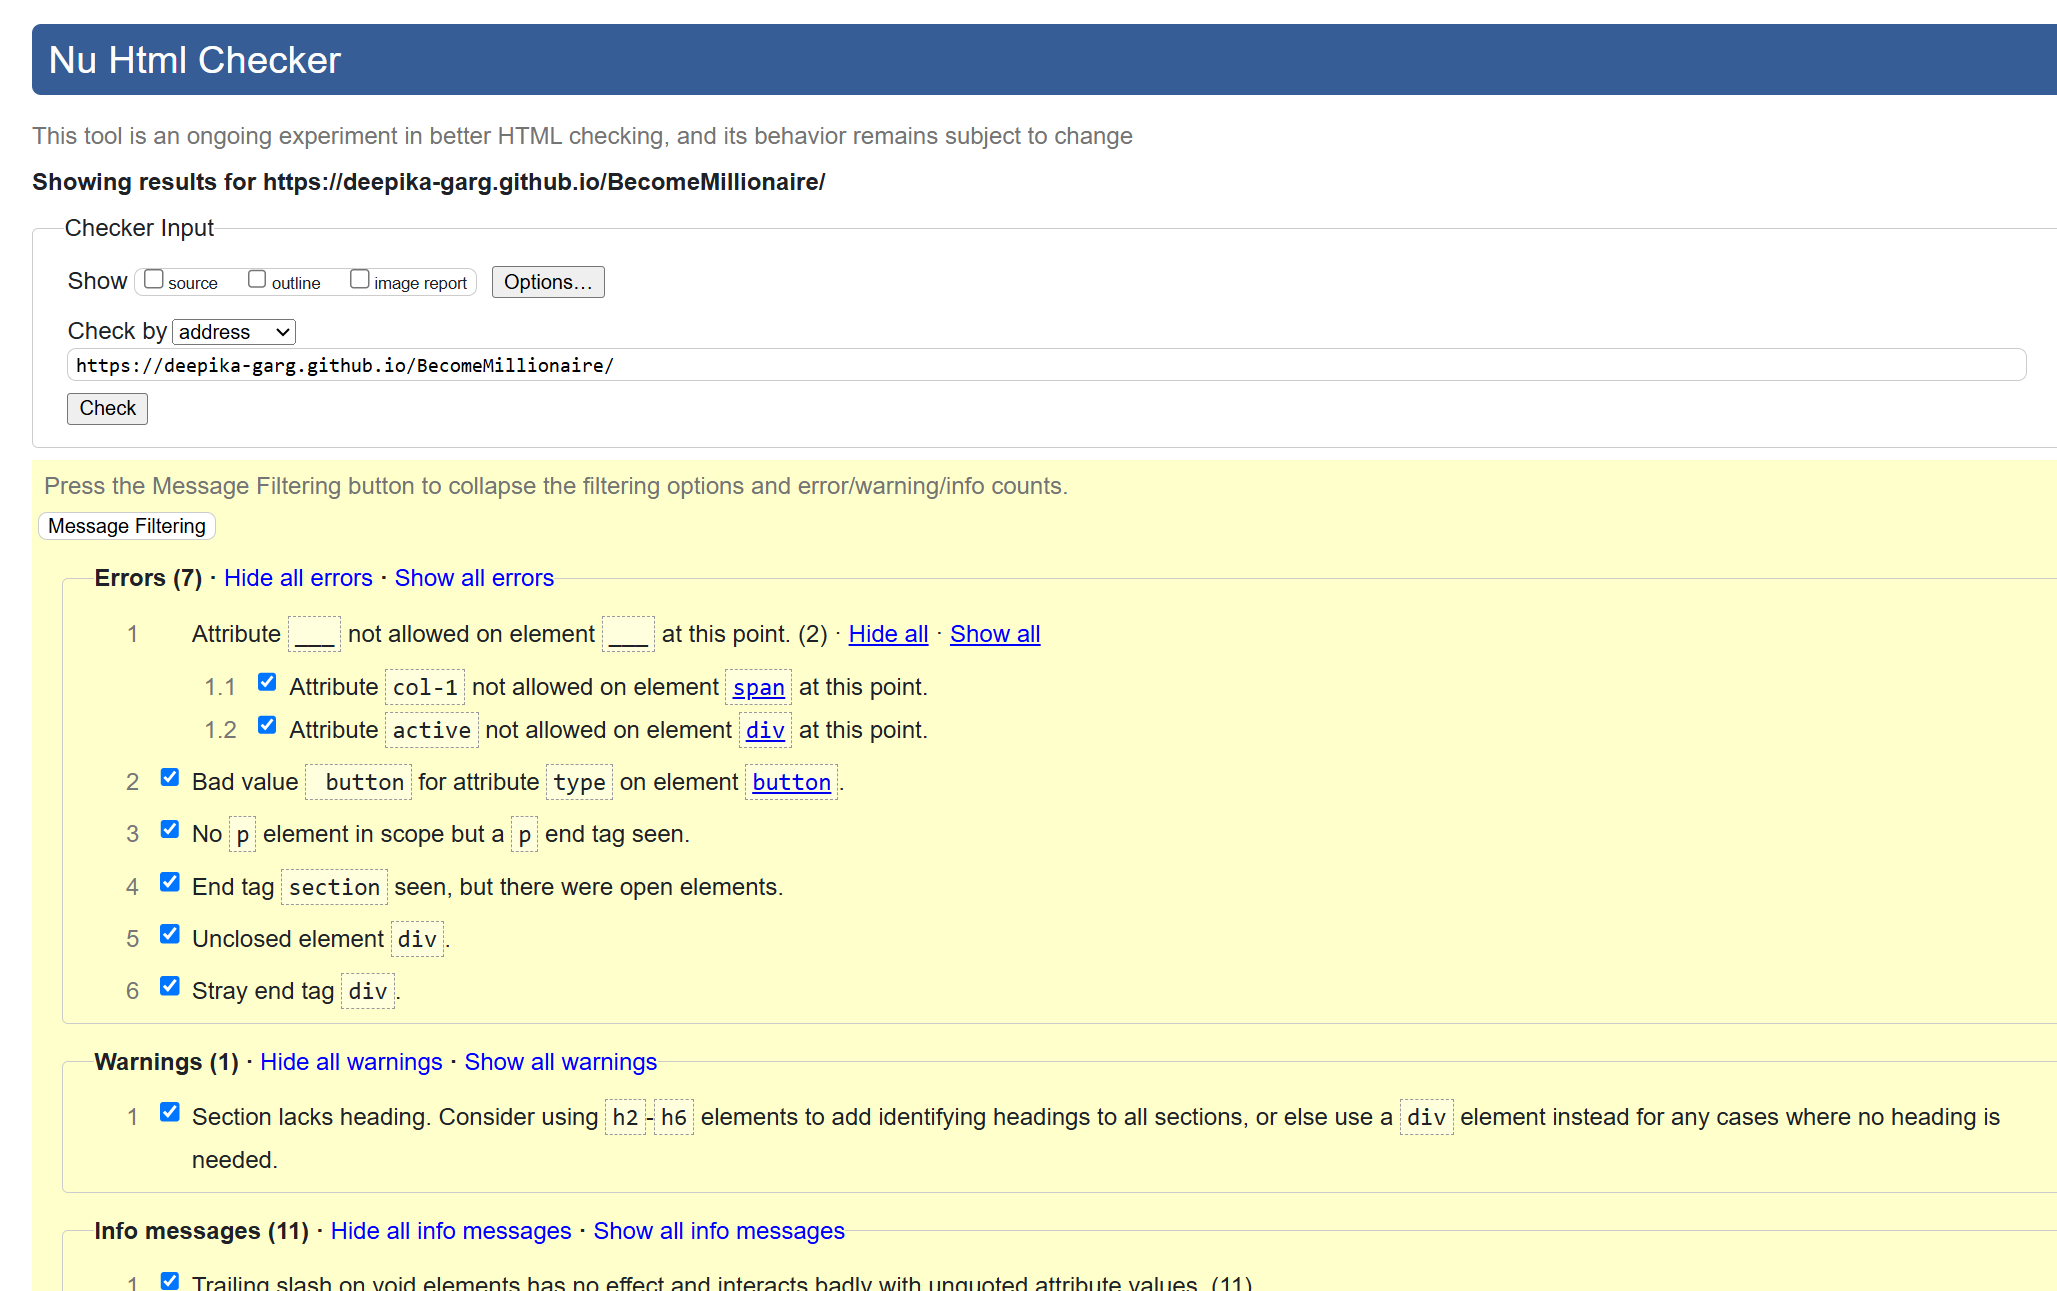 Nu Html Checker
This tool is an ongoing experiment in better HTML checking, and its behavior remains subject to change
Showing results for https://deepika-garg.github.io/BecomeMillionaire/
Checker Input
Show source outline image report Options...
Check by address
https://deepika-garg.github.io/BecomeMillionaire/
Check
Press the Message Filtering button to collapse the filtering options and error/warning/info counts.
Message Filtering
Errors (7) · Hide all errors · Show all errors
1 Attribute ___ not allowed on element ___ at this point. (2) · Hide all · Show all
1.1 Attribute col-1 not allowed on element span at this point.
1.2 Attribute active not allowed on element div at this point.
2 Bad value  button for attribute type on element button.
3 No p element in scope but a p end tag seen.
4 End tag section seen, but there were open elements.
5 Unclosed element div.
6 Stray end tag div.
Warnings (1) · Hide all warnings · Show all warnings
1 Section lacks heading. Consider using h2-h6 elements to add identifying headings to all sections, or else use a div element instead for any cases where no heading is
needed.
Info messages (11) · Hide all info messages · Show all info messages
1 Trailing slash on void elements has no effect and interacts badly with unquoted attribute values. (11)